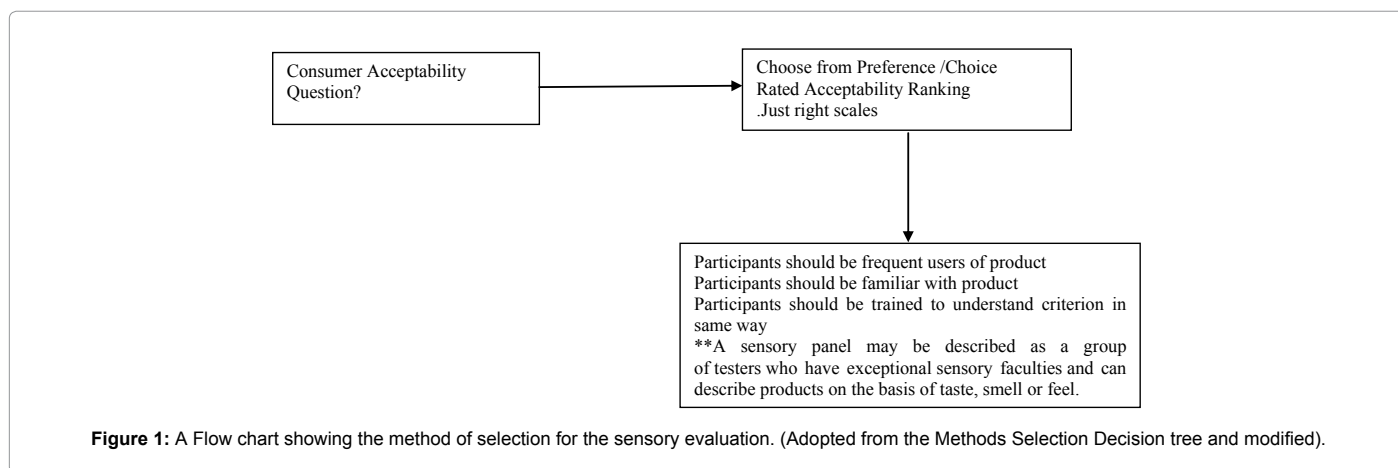 Consumer Acceptability
Question?
Choose from Preference /Choice
Rated Acceptability Ranking
.Just right scales
Participants should be frequent users of product
Participants should be familiar with product
Participants should be trained to understand criterion in
same way
**A sensory panel may be described as a group
of testers who have exceptional sensory faculties and can
describe products on the basis of taste, smell or feel.
Figure 1: A Flow chart showing the method of selection for the sensory evaluation. (Adopted from the Methods Selection Decision tree and modified).